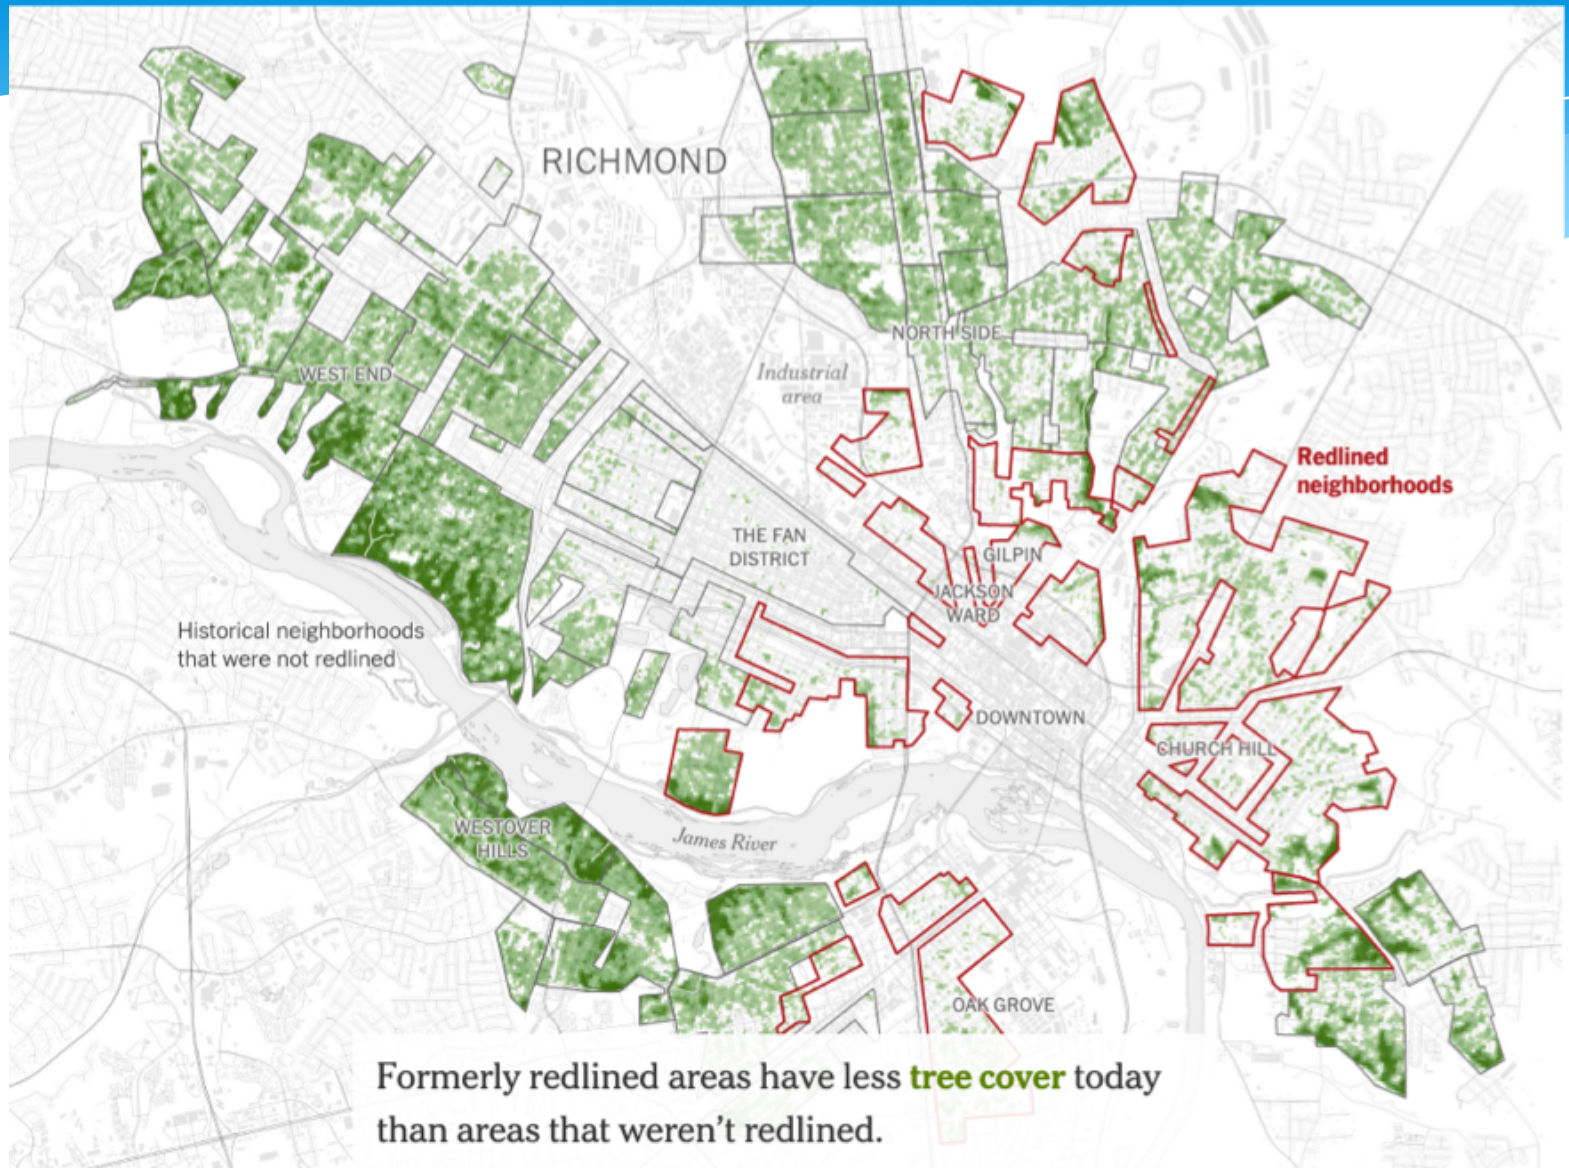 RICHMOND
NORTH SIDE
Industrial
area
WEST END
Redlined
neighborhoods
THE FAN
DISTRICT
GILPIN
JACKSON
WARD
Historical neighborhoods
that were not redlined
DOWNTOWN
CHURCH HILL
WESTOVER
HILLS
James River
OAK GROVE
Formerly redlined areas have less tree cover today
than areas that weren’t redlined.